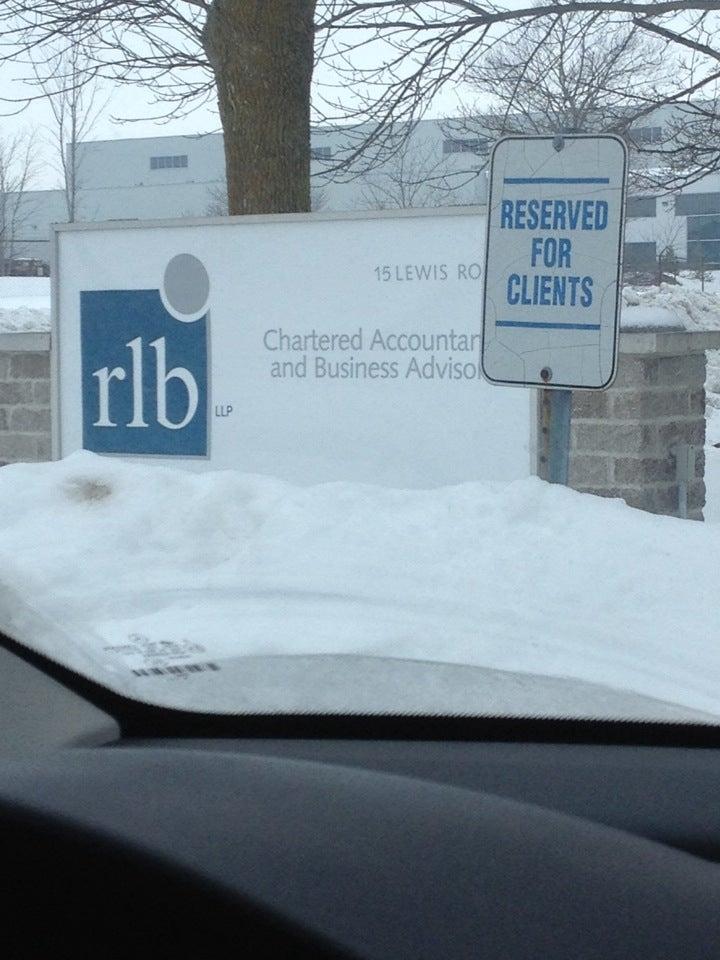 rlb
LLP
15 LEWIS RO
Chartered Accountan
and Business Adviso
RESERVED
FOR
CLIENTS